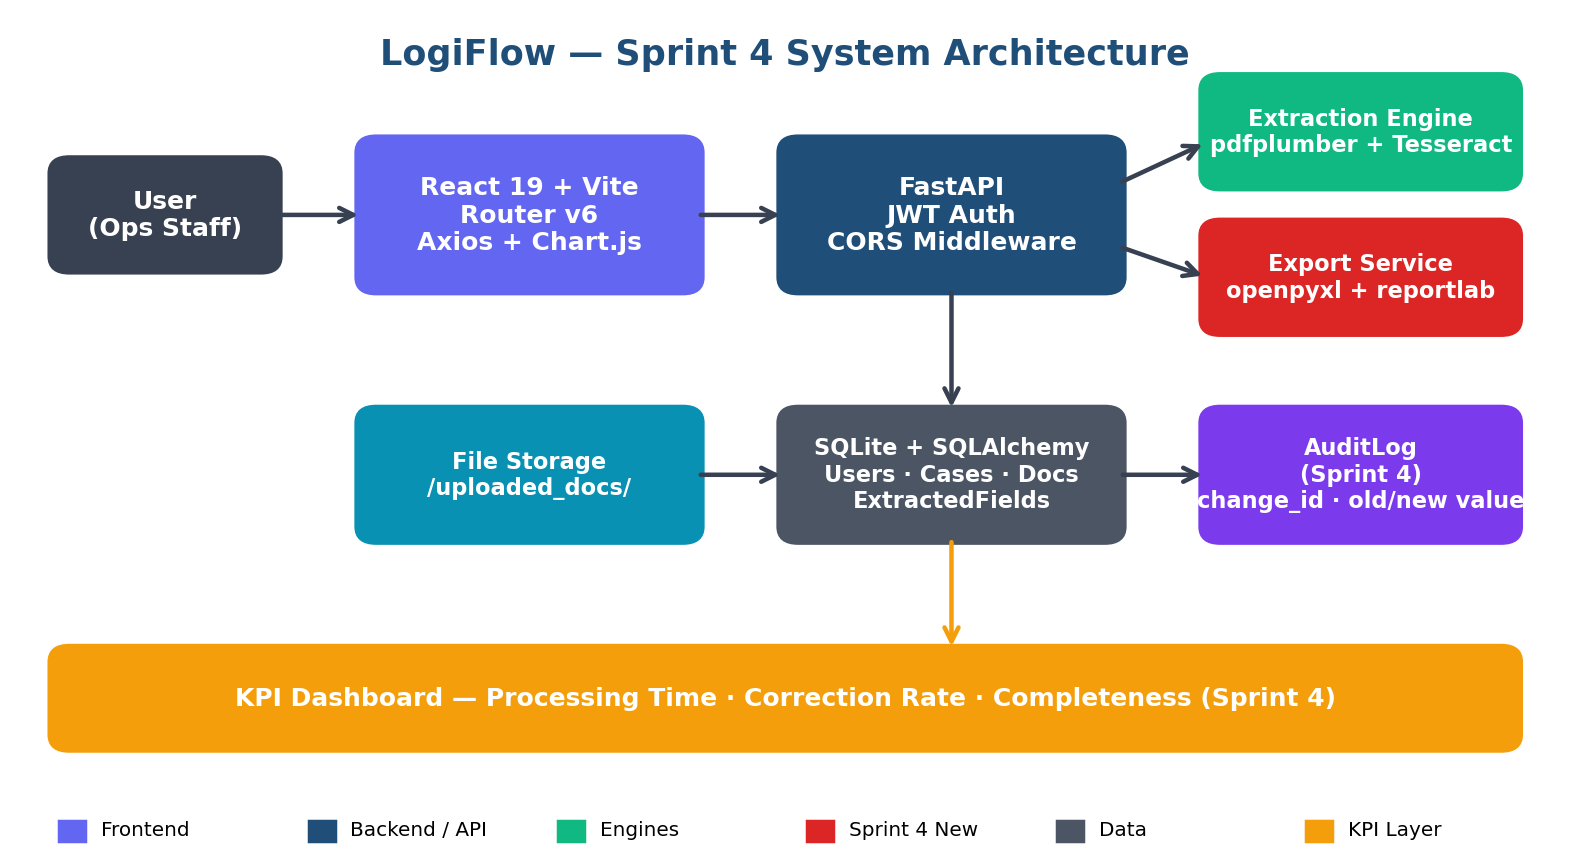 LogiFlow — Sprint 4 System Architecture
User
(Ops Staff)
React 19 + Vite
Router v6
Axios + Chart.js
FastAPI
JWT Auth
CORS Middleware
Extraction Engine
pdfplumber + Tesseract
Export Service
openpyxl + reportlab
File Storage
/uploaded_docs/
SQLite + SQLAlchemy
Users · Cases · Docs
ExtractedFields
AuditLog
(Sprint 4)
change_id · old/new value
KPI Dashboard — Processing Time · Correction Rate · Completeness (Sprint 4)
Frontend
Backend / API
Engines
Sprint 4 New
Data
KPI Layer